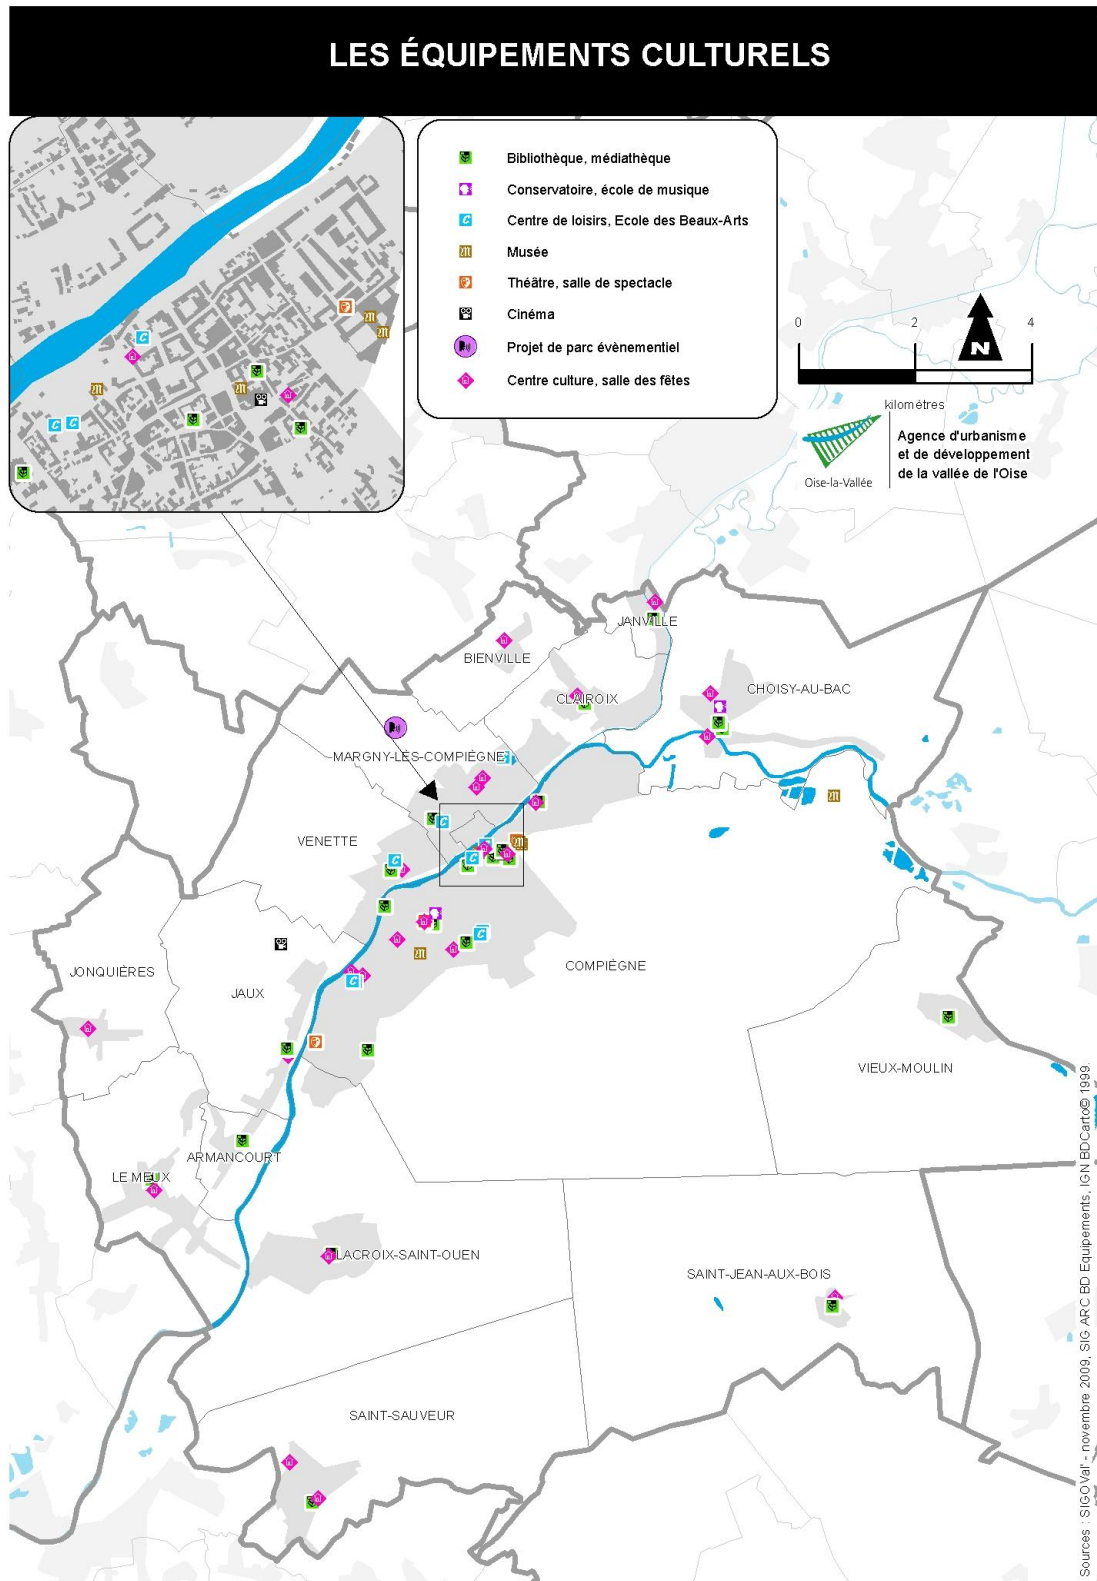 LES ÉQUIPEMENTS CULTURELS
Bibliothèque, médiathèque
Conservatoire, école de musique
Centre de loisirs, Ecole des Beaux-Arts
Musée
Théâtre, salle de spectacle
Cinéma
Projet de parc évènementiel
Centre culture, salle des fêtes
0 2 4
N
kilomètres
Oise-la-Vallée
Agence d'urbanisme
et de développement
de la vallée de l'Oise
JANVILLE
BIENVILLE
CLAIROIX
CHOISY-AU-BAC
MARGNY-LÈS-COMPIÈGNE
VENETTE
COMPIÈGNE
JONQUIÈRES
JAUX
VIEUX-MOULIN
ARMANCOURT
LE MEUX
LACROIX-SAINT-OUEN
SAINT-JEAN-AUX-BOIS
SAINT-SAUVEUR
Sources : SIGOVal' - novembre 2009, SIG ARC BD Equipements, IGN BDCarto© 1999.